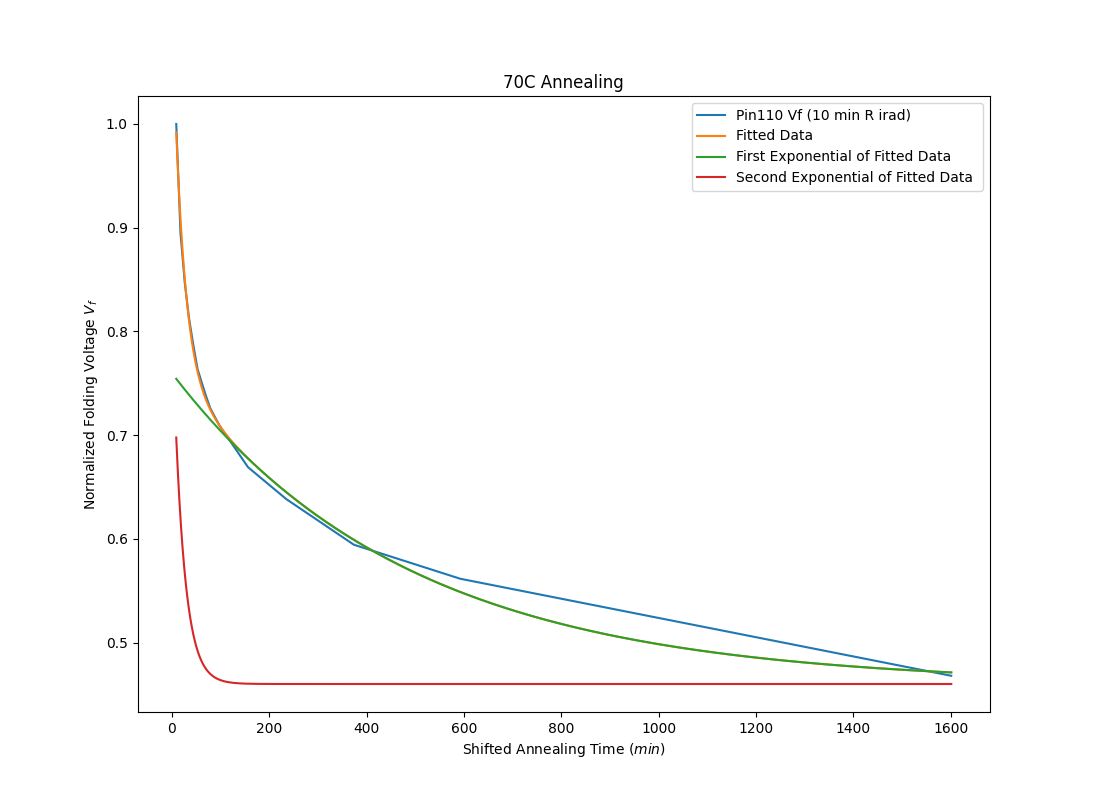 70C Annealing
Pin110 Vf (10 min R irad)
Fitted Data
First Exponential of Fitted Data
Second Exponential of Fitted Data
1.0
0.9
0.8
0.7
0.6
0.5
Normalized Folding Voltage V_f
0 200 400 600 800 1000 1200 1400 1600
Shifted Annealing Time (min)